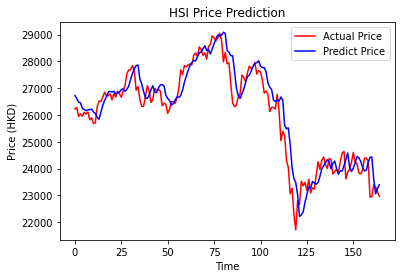 HSI Price Prediction
Actual Price
Predict Price
Price (HKD)
29000
28000
27000
26000
25000
24000
23000
22000
0 25 50 75 100 125 150
Time